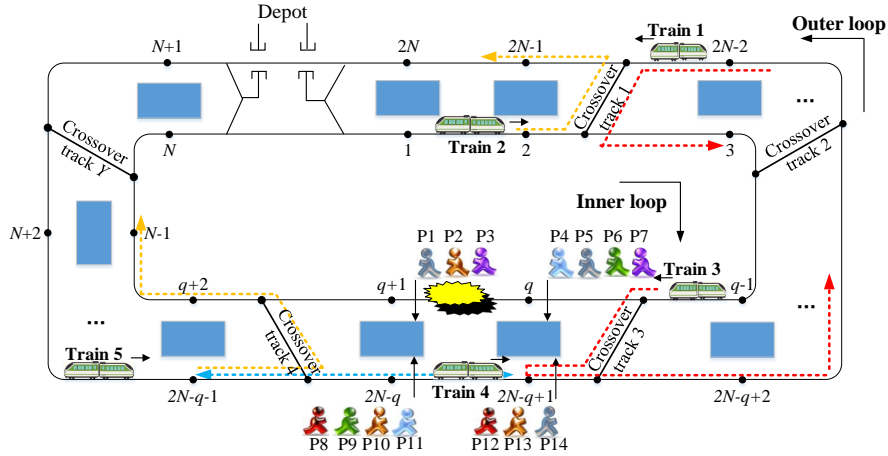 Depot
Train 1
Outer loop
N+1
2N
2N-1
2N-2
...
Crossover
track 1
Crossover
track Y
Crossover
track 2
N
1
Train 2
2
3
Inner loop
N+2
N-1
P1 P2 P3
P4 P5 P6 P7
Train 3
q+2
q+1
q
q-1
...
...
Train 5
Crossover
track 4
Crossover
track 3
Train 4
2N-q-1
2N-q
2N-q+1
2N-q+2
P8 P9 P10 P11
P12 P13 P14